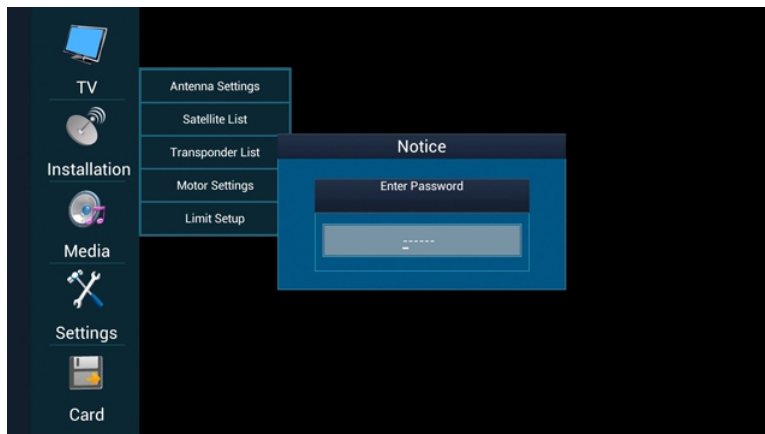 TV
Installation
Media
Settings
Card
Antenna Settings
Satellite List
Transponder List
Motor Settings
Limit Setup
Notice
Enter Password
------